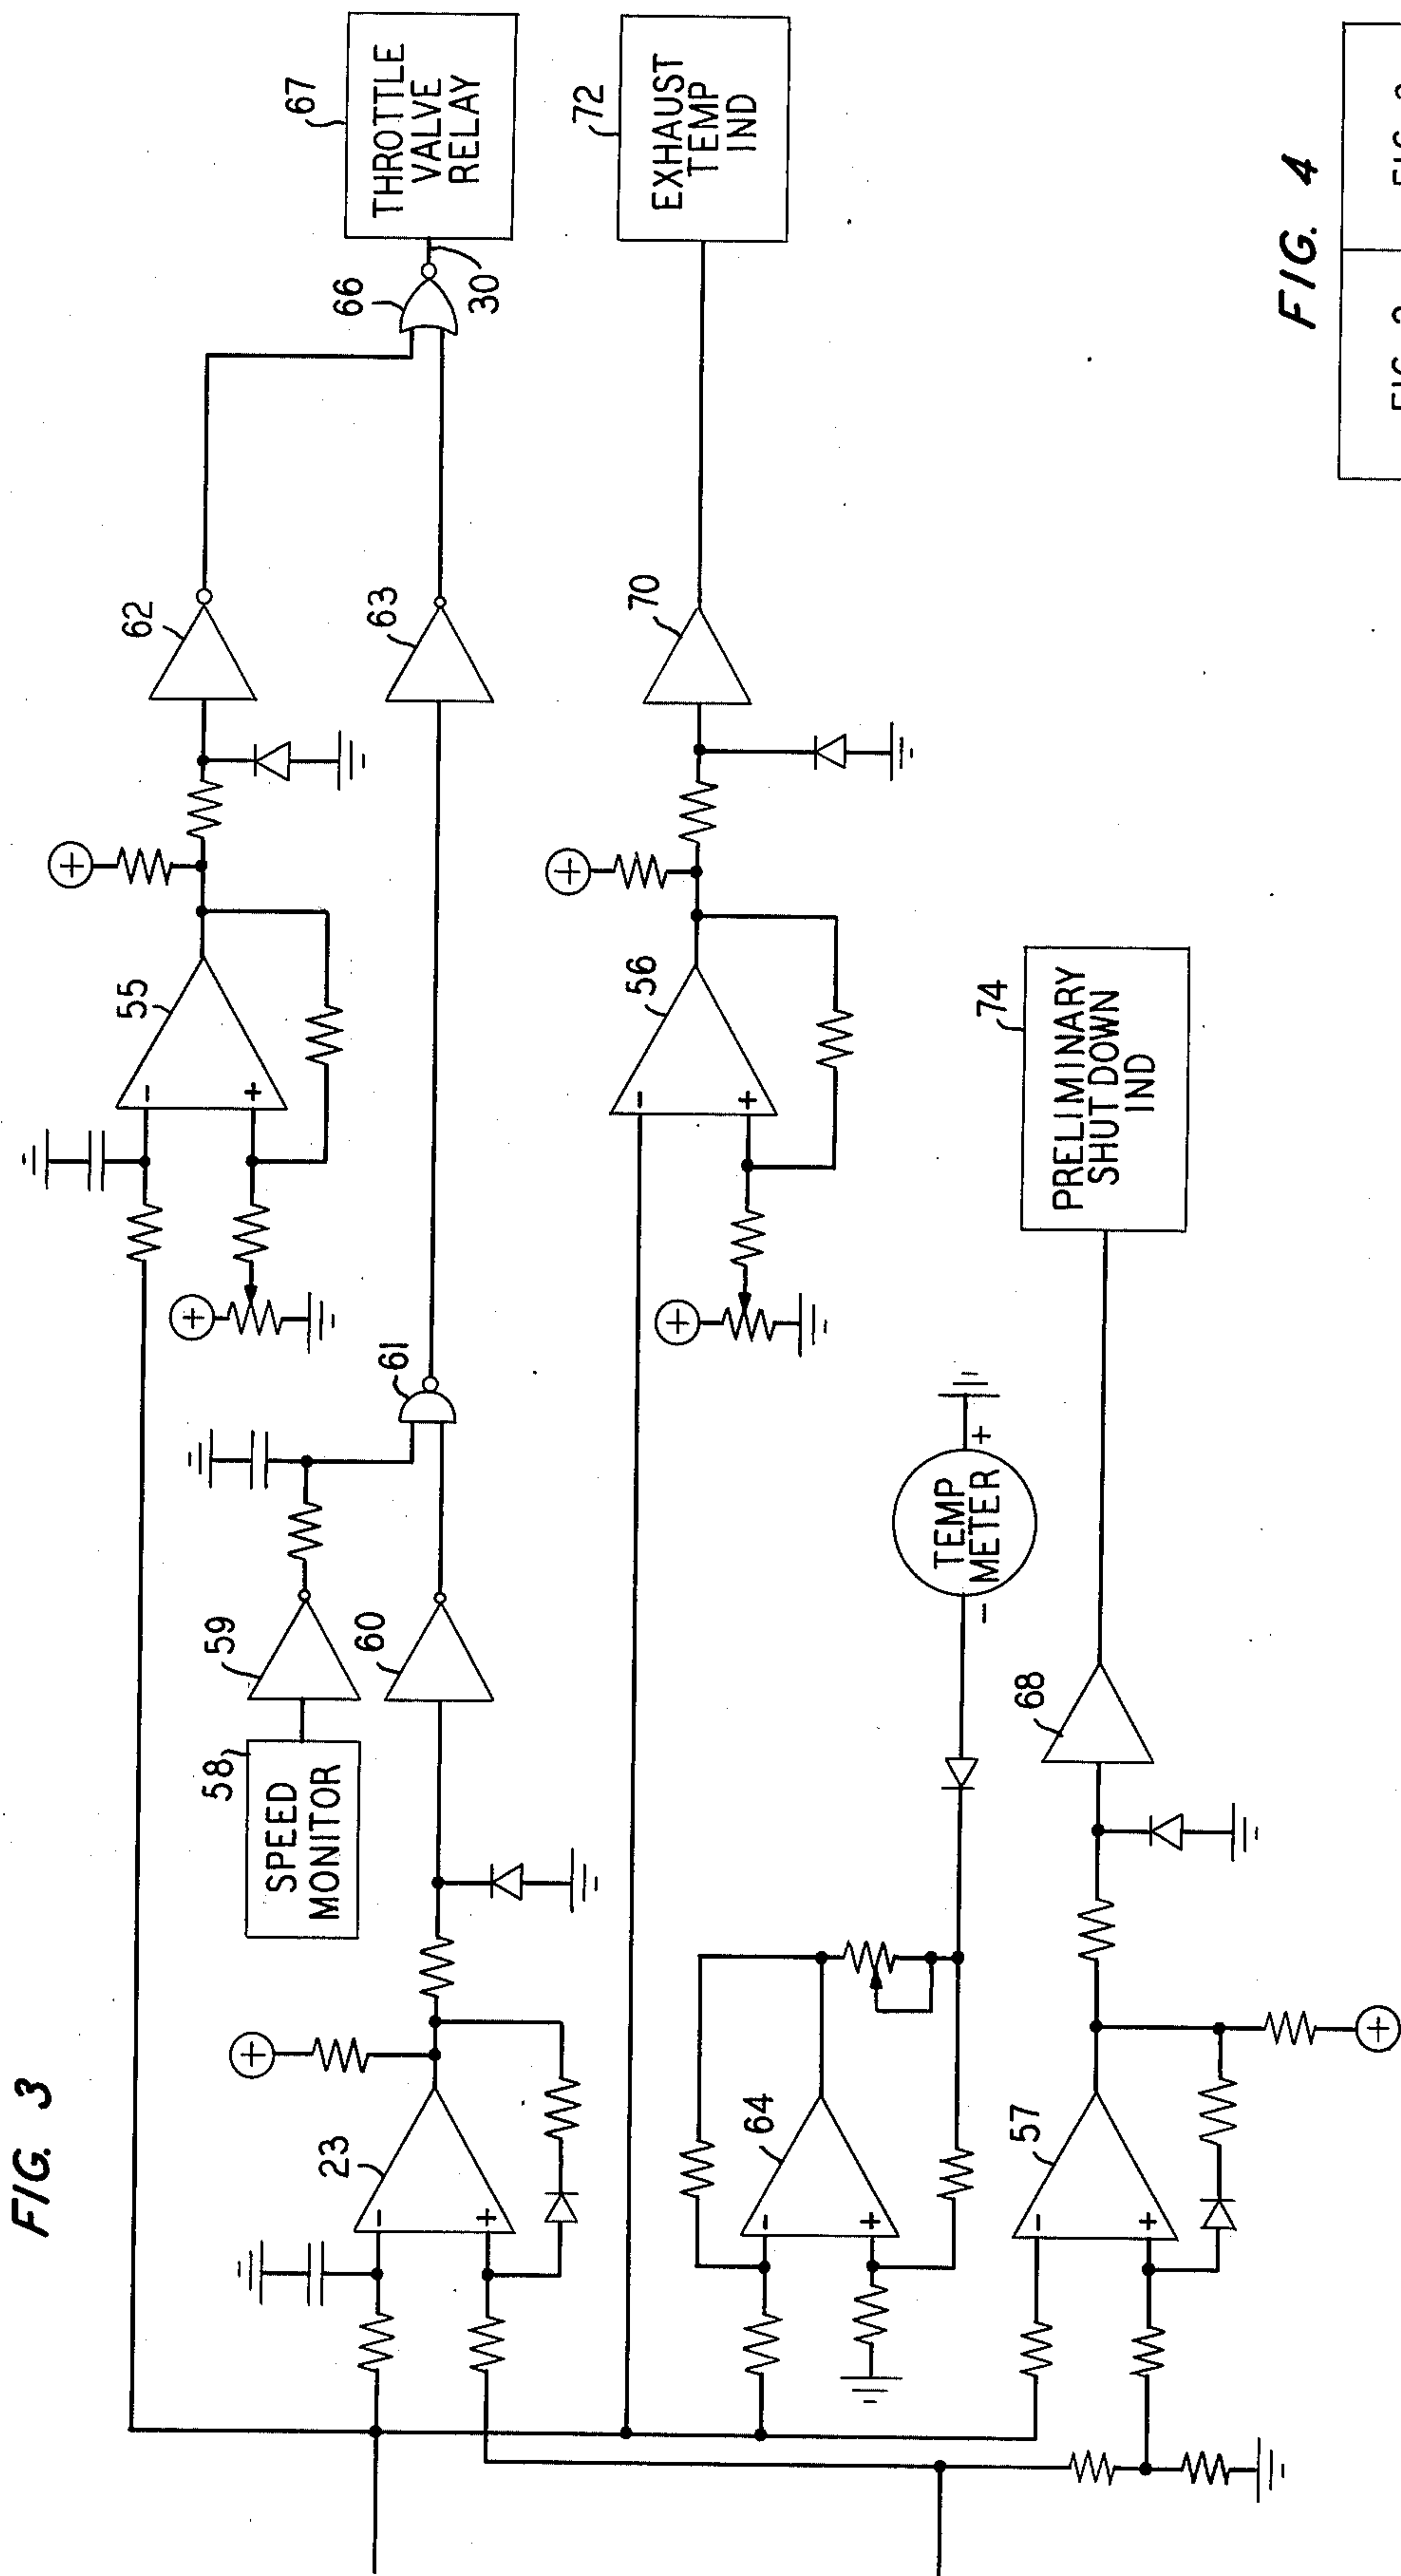 FIG. 3
67
THROTTLE
VALVE
RELAY
66
30
62
63
55
-
+
61
59
60
58
SPEED
MONITOR
23
-
+
72
EXHAUST
TEMP
IND
70
56
-
+
TEMP
METER
-
+
64
-
+
74
PRELIMINARY
SHUT DOWN
IND
68
57
-
+
FIG. 4